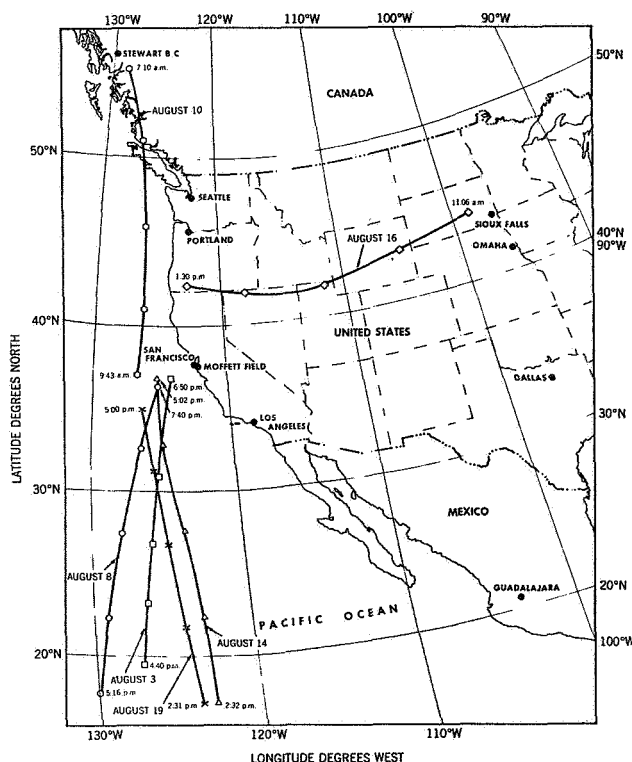 130°W
120°W
110°W
100°W
90°W
50°N
STEWART B C
7:10 a.m.
CANADA
AUGUST 10
50°N
SEATTLE
11:06 a.m
SIOUX FALLS
AUGUST 16
PORTLAND
OMAHA
40°N
90°W
1:30 p.m
40°N
UNITED STATES
SAN
FRANCISCO
MOFFETT FIELD
9:43 a.m.
6:50 p.m.
DALLAS
5:02 p.m.
5:00 p.m.
7:40 p.m.
LOS
ANGELES
30°N
LATITUDE DEGREES NORTH
30°N
MEXICO
AUGUST 8
GUADALAJARA
20°N
PACIFIC OCEAN
AUGUST 14
100°W
20°N
AUGUST 3
4:40 p.m.
5:16 p.m
AUGUST 19
2:31 p.m.
2:32 p.m.
130°W
120°W
110°W
LONGITUDE DEGREES WEST